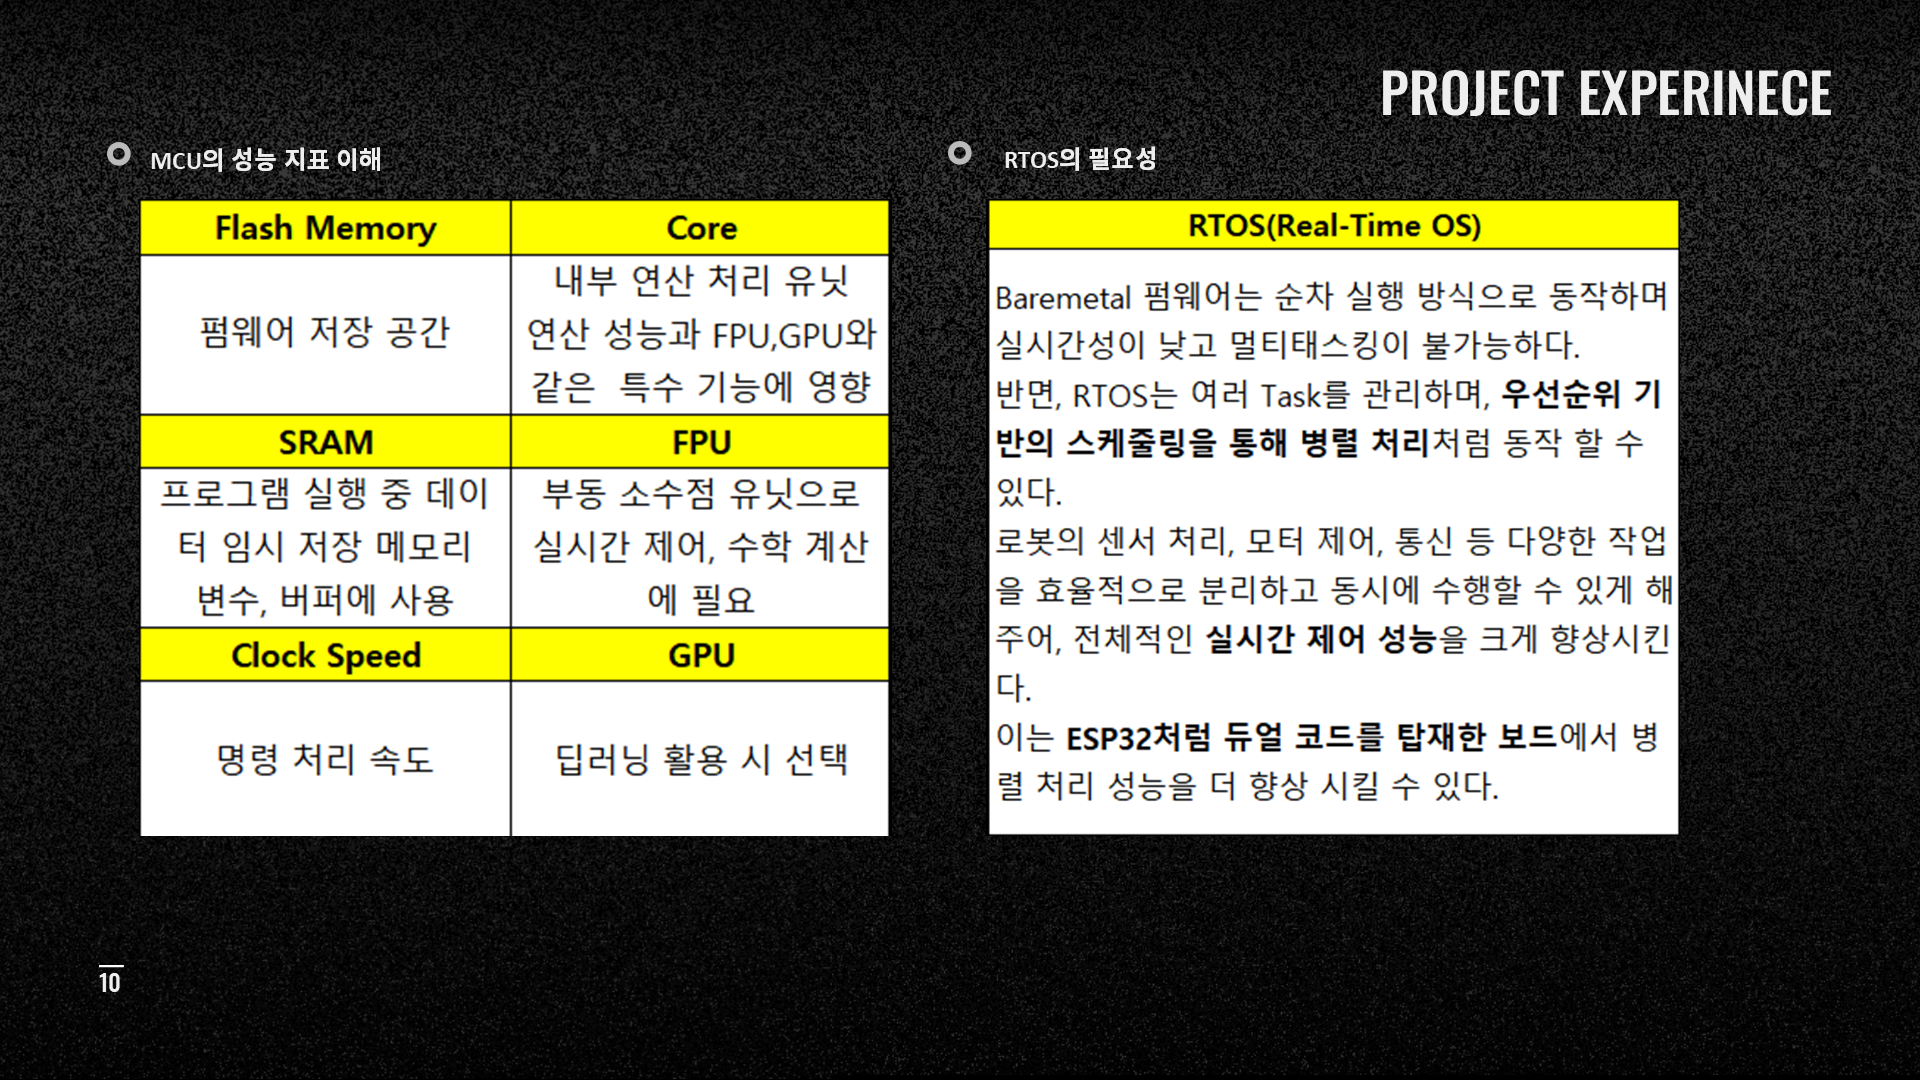 PROJECT EXPERINECE
MCU의 성능 지표 이해
Flash Memory
Core
펌웨어 저장 공간
내부 연산 처리 유닛
연산 성능과 FPU,GPU와
같은 특수 기능에 영향
SRAM
FPU
프로그램 실행 중 데이
터 임시 저장 메모리
변수, 버퍼에 사용
부동 소수점 유닛으로
실시간 제어, 수학 계산
에 필요
Clock Speed
GPU
명령 처리 속도
딥러닝 활용 시 선택
RTOS의 필요성
RTOS(Real-Time OS)
Baremetal 펌웨어는 순차 실행 방식으로 동작하며
실시간성이 낮고 멀티태스킹이 불가능하다.
반면, RTOS는 여러 Task를 관리하며, 우선순위 기
반의 스케줄링을 통해 병렬 처리처럼 동작 할 수
있다.
로봇의 센서 처리, 모터 제어, 통신 등 다양한 작업
을 효율적으로 분리하고 동시에 수행할 수 있게 해
주어, 전체적인 실시간 제어 성능을 크게 향상시킨
다.
이는 ESP32처럼 듀얼 코드를 탑재한 보드에서 병
렬 처리 성능을 더 향상 시킬 수 있다.
10